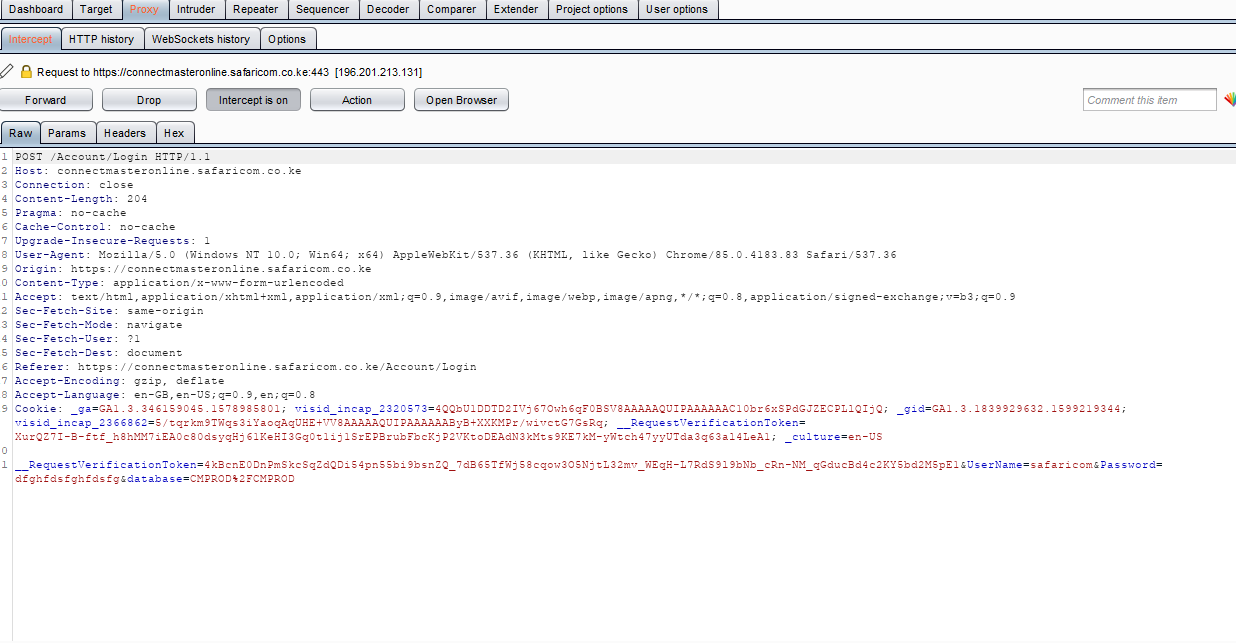 Dashboard Target Proxy Intruder Repeater Sequencer Decoder Comparer Extender Project options User options
Intercept HTTP history WebSockets history Options
Request to https://connectmasteronline.safaricom.co.ke:443 [196.201.213.131]
Forward Drop Intercept is on Action Open Browser Comment this item
Raw Params Headers Hex
1 POST /Account/Login HTTP/1.1
2 Host: connectmasteronline.safaricom.co.ke
3 Connection: close
4 Content-Length: 204
5 Pragma: no-cache
6 Cache-Control: no-cache
7 Upgrade-Insecure-Requests: 1
8 User-Agent: Mozilla/5.0 (Windows NT 10.0; Win64; x64) AppleWebKit/537.36 (KHTML, like Gecko) Chrome/85.0.4183.83 Safari/537.36
9 Origin: https://connectmasteronline.safaricom.co.ke
0 Content-Type: application/x-www-form-urlencoded
1 Accept: text/html,application/xhtml+xml,application/xml;q=0.9,image/avif,image/webp,image/apng,*/*;q=0.8,application/signed-exchange;v=b3;q=0.9
2 Sec-Fetch-Site: same-origin
3 Sec-Fetch-Mode: navigate
4 Sec-Fetch-User: ?1
5 Sec-Fetch-Dest: document
6 Referer: https://connectmasteronline.safaricom.co.ke/Account/Login
7 Accept-Encoding: gzip, deflate
8 Accept-Language: en-GB,en-US;q=0.9,en;q=0.8
9 Cookie: _ga=GA1.3.346159045.1578985801; visid_incap_2320573=4QQbU1DDTD2IVj67Owh6qF0BSV8AAAAAQUIPAAAAAAC10br6xSPdGJZECPL1QIjQ; _gid=GA1.3.1839929632.1599219344;
visid_incap_2366862=5/tqrkm9TWqs3iYaoqAqUHE+VV8AAAAAQUIPAAAAAAByB+XXKMPr/wivctG7GsRq; __RequestVerificationToken=
XurQZ7I-B-ftf_h8hMM7iEA0c80dsyqHj61KeHI3Gq0t1ij1SrEPBrubFbcKjP2VKtoDEAdN3kMts9KE7kM-yWtch47yyUTda3q63al4LeA1; _culture=en-US
0
1 __RequestVerificationToken=4kBcnE0DnPmSkcSqZdQDi54pn55bi9bsnZQ_7dB65TfWj58cqow3O5NjtL32mv_WEqH-L7RdS9l9bNb_cRn-NM_qGducBd4c2KY5bd2M5pE1&UserName=safaricom&Password=
dfghfdsfghfdsfg&database=CMPROD%2FCMPROD